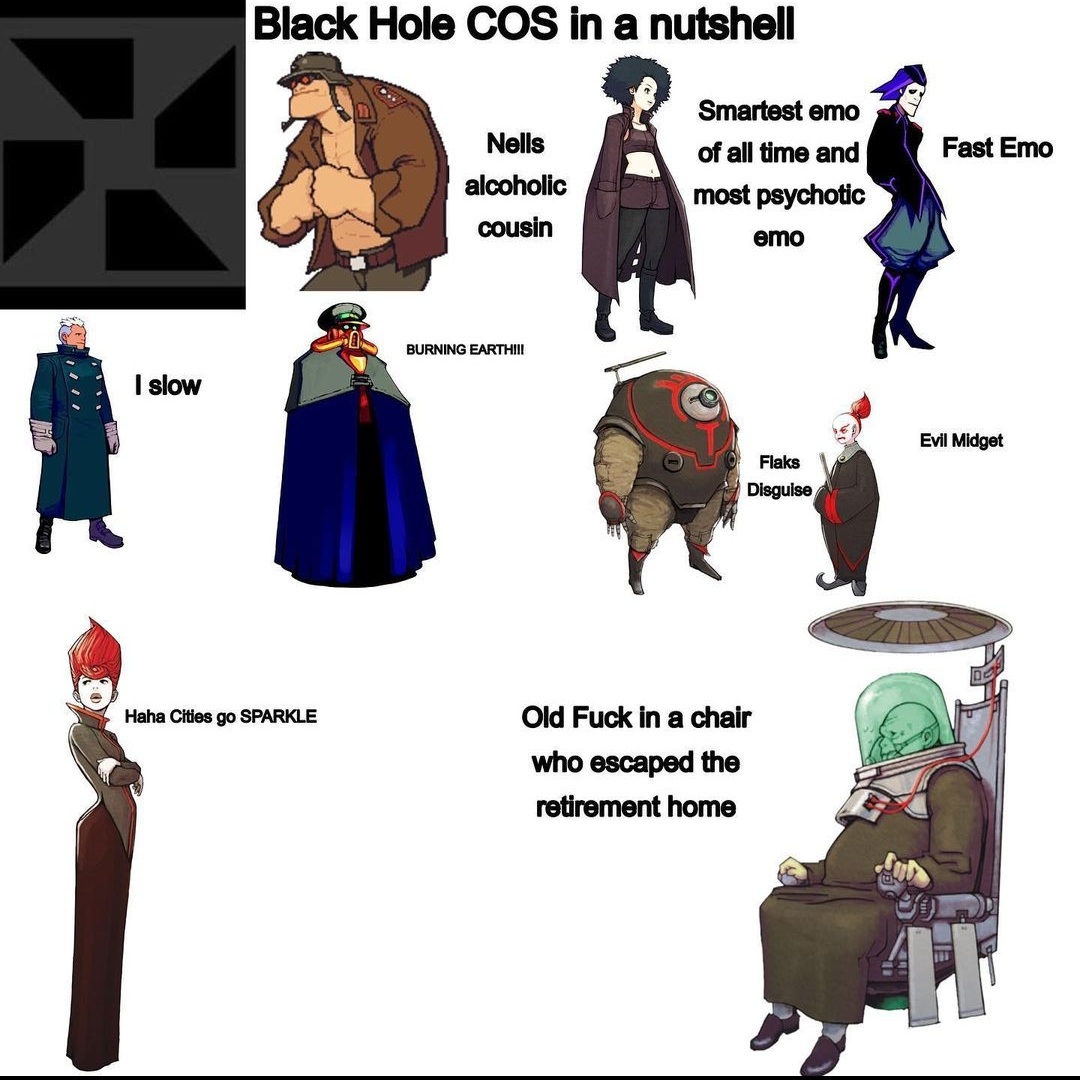 Black Hole COS in a nutshell
Nells
alcoholic
cousin
Smartest emo
of all time and
most psychotic
emo
Fast Emo
I slow
BURNING EARTH!!!
Flaks
Disguise
Evil Midget
Haha Cities go SPARKLE
Old Fuck in a chair
who escaped the
retirement home